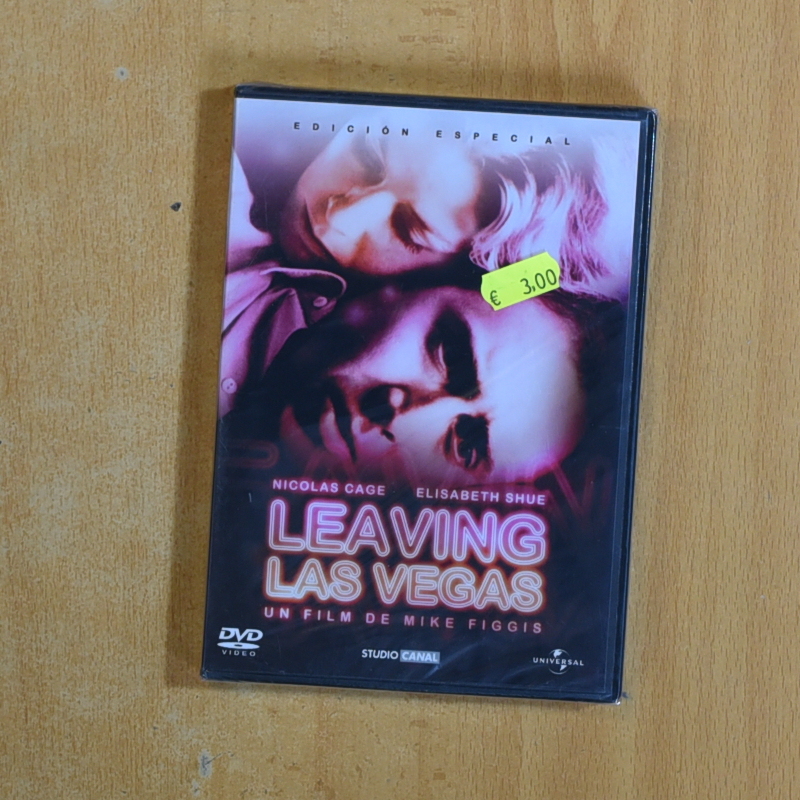 EDICIÓN ESPECIAL
€ 3,00
NICOLAS CAGE ELISABETH SHUE
LEAVING
LAS VEGAS
UN FILM DE MIKE FIGGIS
DVD
VIDEO
STUDIO CANAL
UNIVERSAL